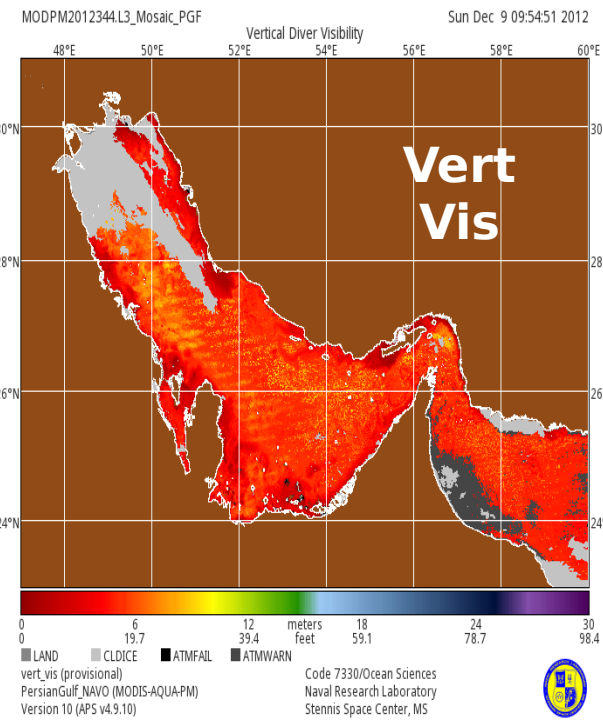 MODPM2012344.L3_Mosaic_PGF Sun Dec 9 09:54:51 2012
Vertical Diver Visibility
48°E 50°E 52°E 54°E 56°E 58°E 60°E
30°N 30
Vert
Vis
28°N 28
26°N 26
24°N 24
0 6 12 meters 18 24 30
0 19.7 39.4 feet 59.1 78.7 98.4
LAND CLDICE ATMFAIL ATMWARN
vert_vis (provisional) Code 7330/Ocean Sciences
PersianGulf_NAVO (MODIS-AQUA-PM) Naval Research Laboratory
Version 10 (APS v4.9.10) Stennis Space Center, MS